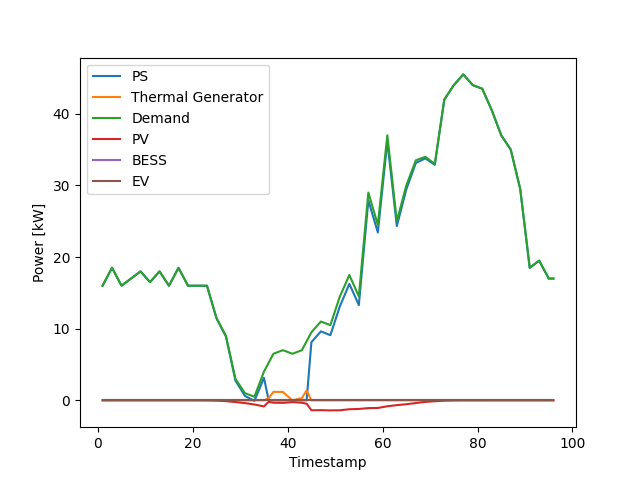 PS
Thermal Generator
Demand
PV
BESS
EV
Power [kW]
40
30
20
10
0
0 20 40 60 80 100
Timestamp